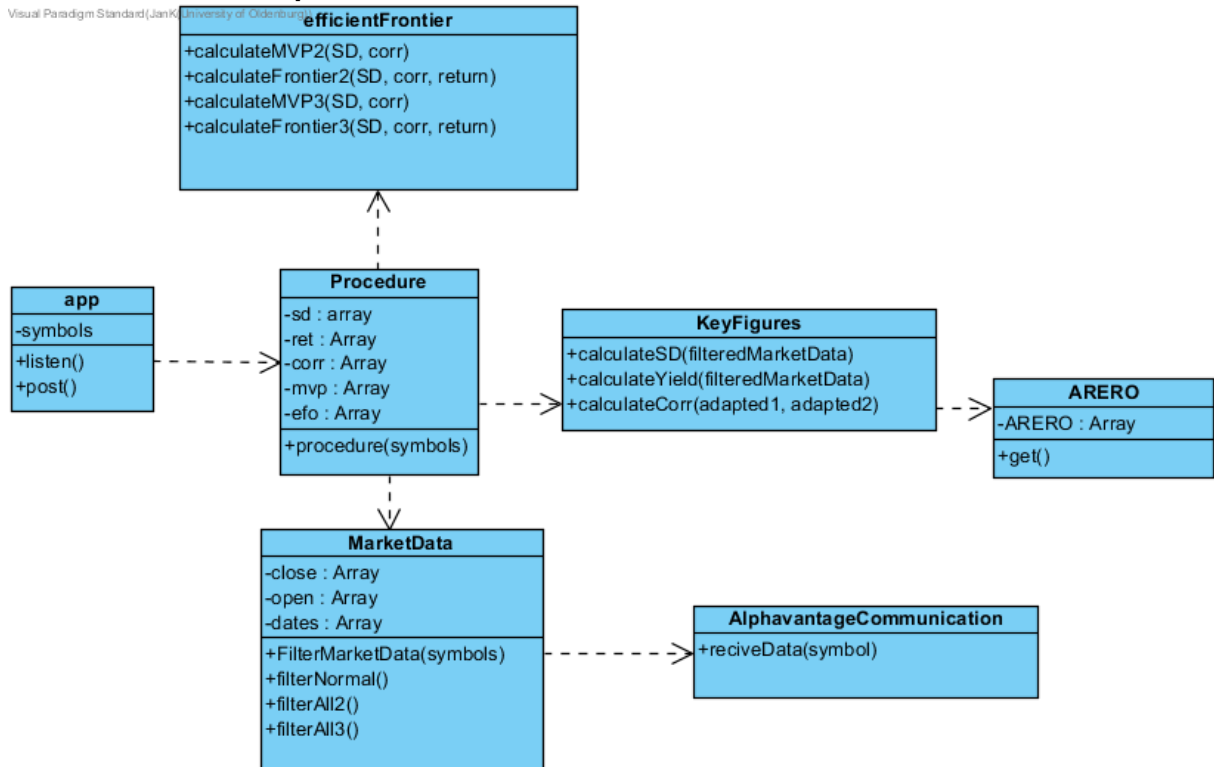 Visual Paradigm Standard(JanK(University of Oldenburg))
efficientFrontier
+calculateMVP2(SD, corr)
+calculateFrontier2(SD, corr, return)
+calculateMVP3(SD, corr)
+calculateFrontier3(SD, corr, return)
app
-symbols
+listen()
+post()
Procedure
-sd : array
-ret : Array
-corr : Array
-mvp : Array
-efo : Array
+procedure(symbols)
KeyFigures
+calculateSD(filteredMarketData)
+calculateYield(filteredMarketData)
+calculateCorr(adapted1, adapted2)
ARERO
-ARERO : Array
+get()
MarketData
-close : Array
-open : Array
-dates : Array
+FilterMarketData(symbols)
+filterNormal()
+filterAll2()
+filterAll3()
AlphavantageCommunication
+reciveData(symbol)